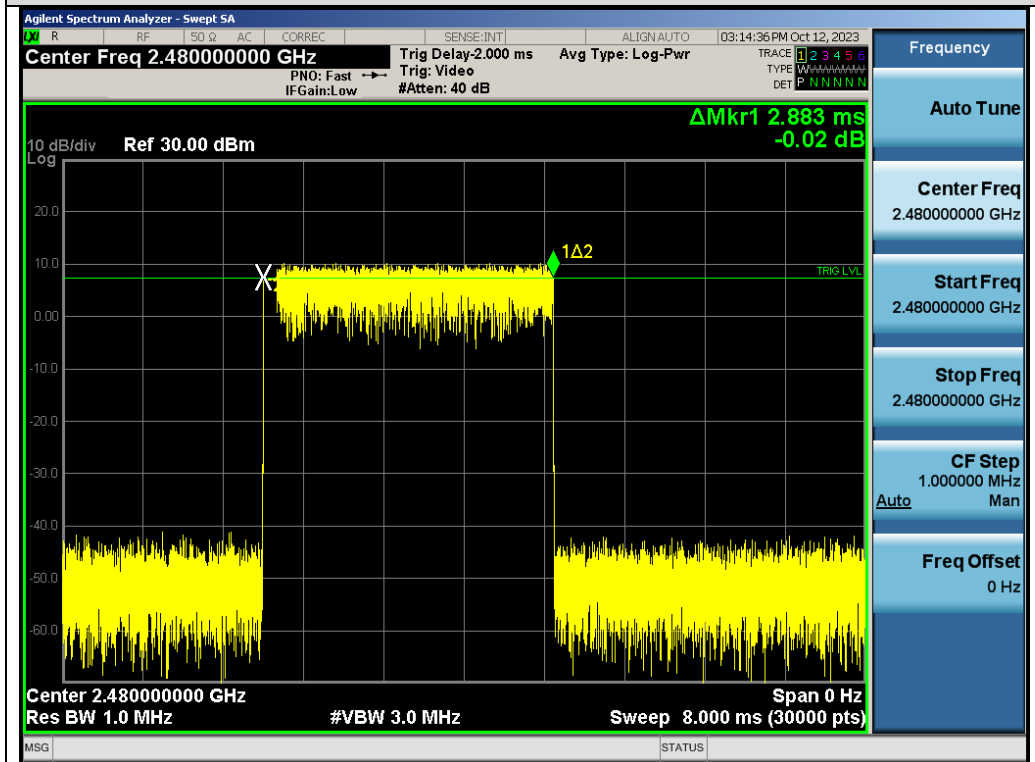 Agilent Spectrum Analyzer - Swept SA
LXI R RF 50 Ω AC CORREC SENSE:INT ALIGN AUTO 03:14:36 PM Oct 12, 2023
Center Freq 2.480000000 GHz
PNO: Fast
IFGain:Low
Trig Delay-2.000 ms
Trig: Video
#Atten: 40 dB
Avg Type: Log-Pwr
TRACE 1 2 3 4 5 6
TYPE WWWWWW
DET P N N N N N
ΔMkr1 2.883 ms
-0.02 dB
10 dB/div Ref 30.00 dBm
Log
20.0
10.0
0.00
-10.0
-20.0
-30.0
-40.0
-50.0
-60.0
1Δ2
TRIG LVL
Center 2.480000000 GHz Span 0 Hz
Res BW 1.0 MHz #VBW 3.0 MHz Sweep 8.000 ms (30000 pts)
MSG STATUS
Frequency
Auto Tune
Center Freq
2.480000000 GHz
Start Freq
2.480000000 GHz
Stop Freq
2.480000000 GHz
CF Step
1.000000 MHz
Auto Man
Freq Offset
0 Hz